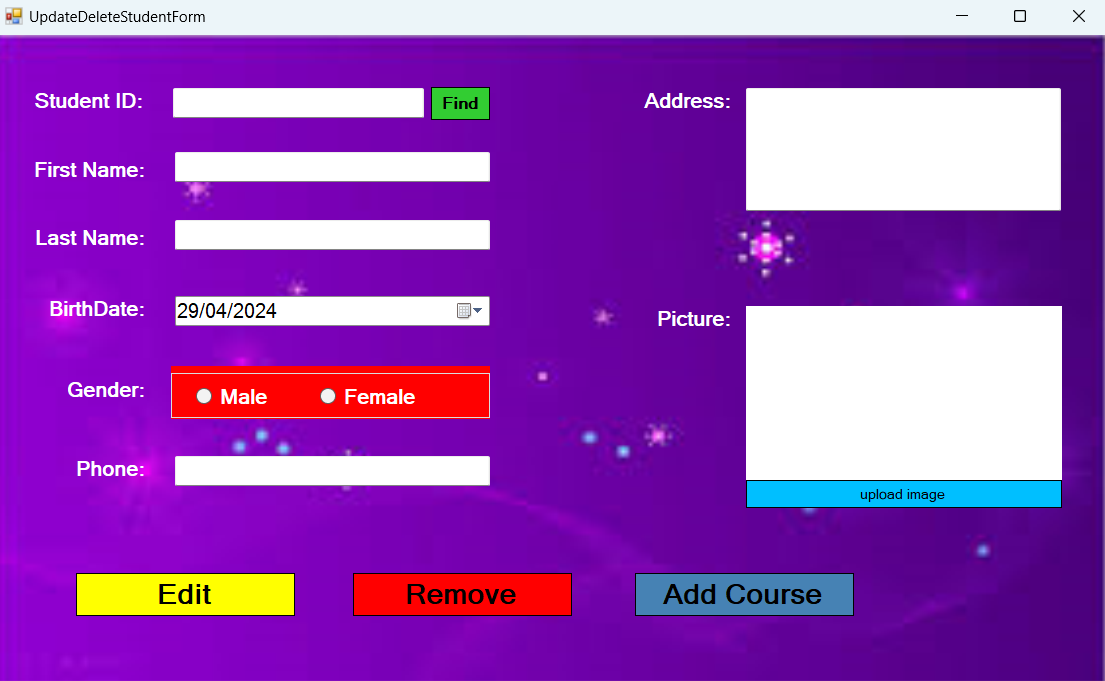 UpdateDeleteStudentForm
Student ID:
Find
First Name:
Last Name:
BirthDate:
29/04/2024
Gender:
Male
Female
Phone:
Address:
Picture:
upload image
Edit
Remove
Add Course